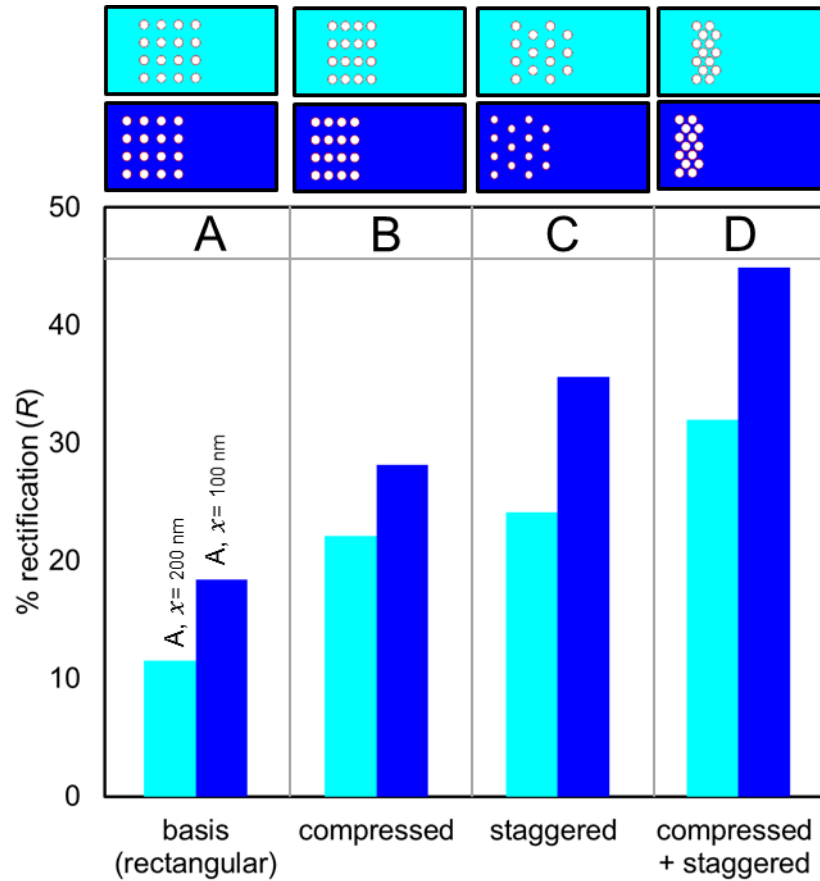 A B C D
50
40
30
20
10
0
% rectification (R)
A, x = 200 nm
A, x = 100 nm
basis
(rectangular)
compressed
staggered
compressed
+ staggered